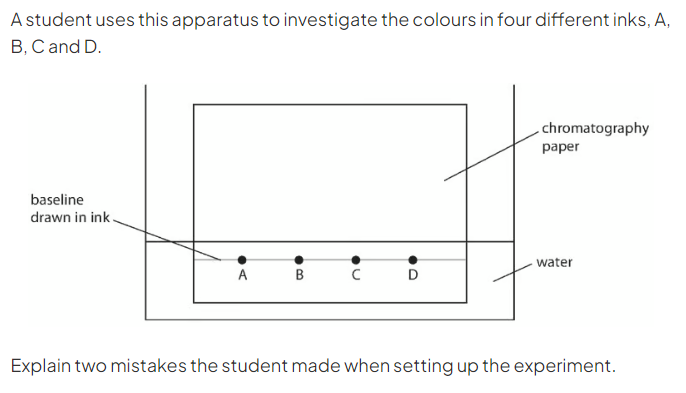 A student uses this apparatus to investigate the colours in four different inks, A,
B, C and D.
chromatography
paper
baseline
drawn in ink
water
A B C D
Explain two mistakes the student made when setting up the experiment.